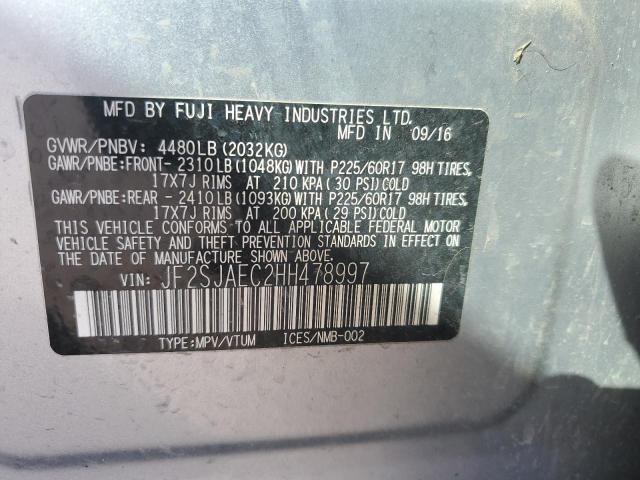 MFD BY FUJI HEAVY INDUSTRIES LTD.
MFD IN 09/16
GVWR/PNBV: 4480LB (2032KG)
GAWR/PNBE:FRONT- 2310LB (1048KG)WITH P225/60R17 98H TIRES,
17X7J RIMS AT 210 KPA (30 PSI)COLD
GAWR/PNBE:REAR - 2410LB (1093KG)WITH P225/60R17 98H TIRES,
17X7J RIMS AT 200 KPA (29 PSI)COLD
THIS VEHICLE CONFORMS TO ALL APPLICABLE FEDERAL MOTOR
VEHICLE SAFETY AND THEFT PREVENTION STANDARDS IN EFFECT ON
THE DATE OF MANUFACTURE SHOWN ABOVE.
VIN: JF2SJAEC2HH478997
TYPE:MPV/VTUM ICES/NMB-002